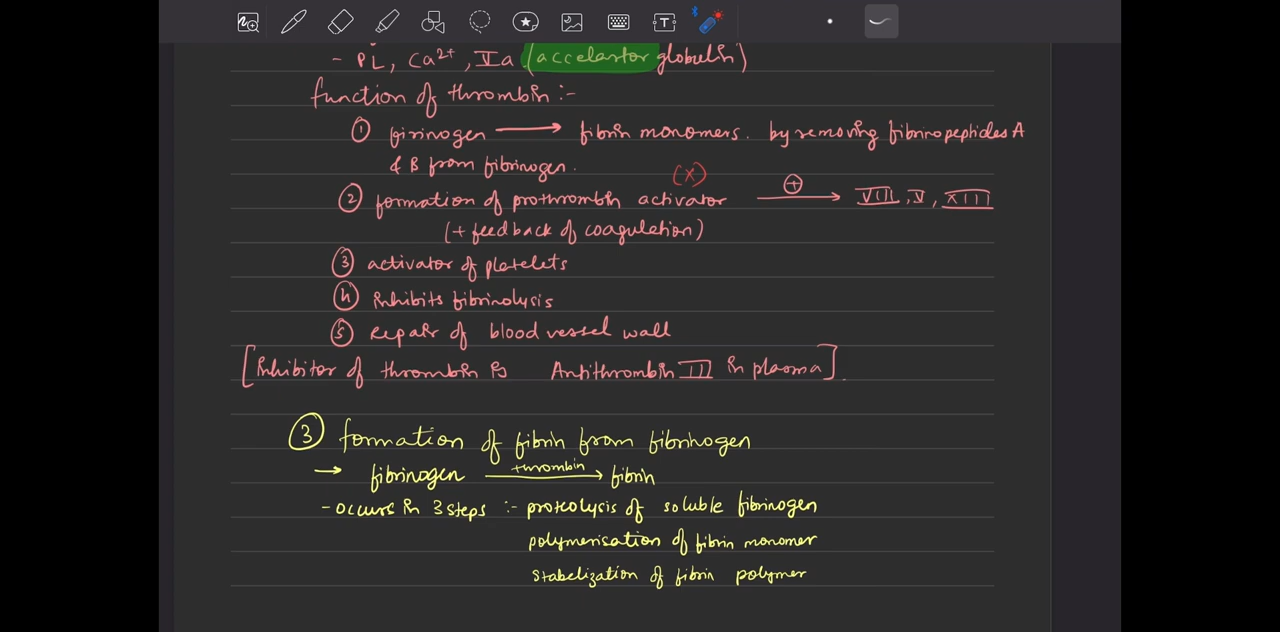 - PL, Ca2+, Va (accelartor globulin)
function of thrombin :-
① firinogen → fibrin monomers. by removing fibrinopeptides A
& B from fibrinogen.
(X)
② formation of prothrombin activator ⊕→ VIII, V, XIII
(+ feedback of coagulation)
③ activator of platelets
④ inhibits fibrinolysis
⑤ repair of blood vessel wall
[Inhibitor of thrombin is Antithrombin III in plasma].
③ formation of fibrin from fibrinogen
→ fibrinogen thrombin→ fibrin
- occurs in 3 steps :- proteolysis of soluble fibrinogen
polymerisation of fibrin monomer
stabelization of fibrin polymer